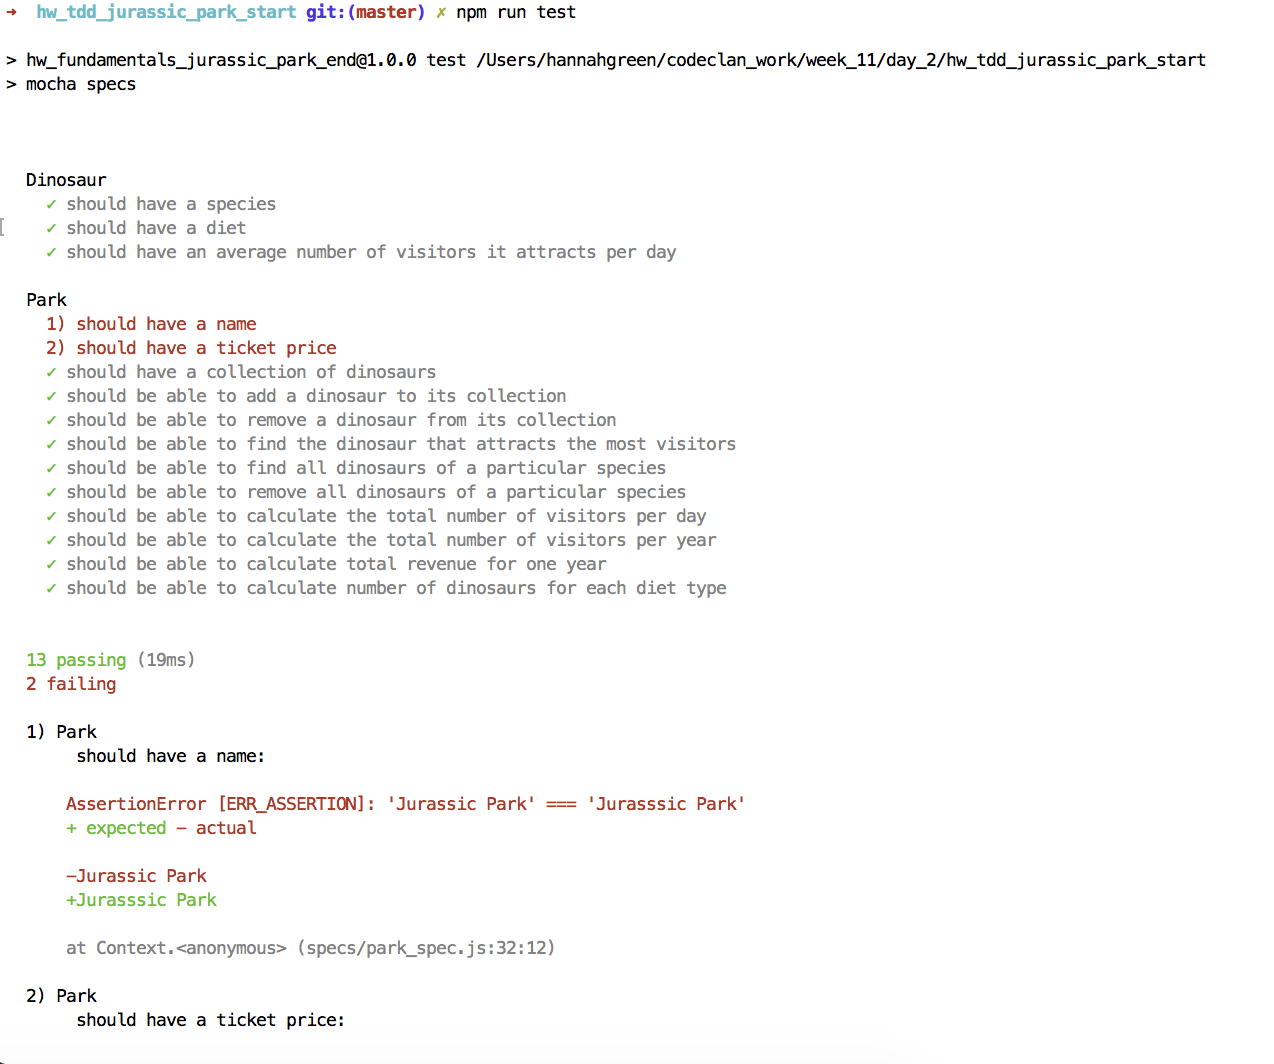 → hw_tdd_jurassic_park_start git:(master) ✗ npm run test
> hw_fundamentals_jurassic_park_end@1.0.0 test /Users/hannahgreen/codeclan_work/week_11/day_2/hw_tdd_jurassic_park_start
> mocha specs
Dinosaur
✓ should have a species
✓ should have a diet
✓ should have an average number of visitors it attracts per day
Park
1) should have a name
2) should have a ticket price
✓ should have a collection of dinosaurs
✓ should be able to add a dinosaur to its collection
✓ should be able to remove a dinosaur from its collection
✓ should be able to find the dinosaur that attracts the most visitors
✓ should be able to find all dinosaurs of a particular species
✓ should be able to remove all dinosaurs of a particular species
✓ should be able to calculate the total number of visitors per day
✓ should be able to calculate the total number of visitors per year
✓ should be able to calculate total revenue for one year
✓ should be able to calculate number of dinosaurs for each diet type
13 passing (19ms)
2 failing
1) Park
should have a name:
AssertionError [ERR_ASSERTION]: 'Jurassic Park' === 'Jurasssic Park'
+ expected - actual
-Jurassic Park
+Jurasssic Park
at Context.<anonymous> (specs/park_spec.js:32:12)
2) Park
should have a ticket price: